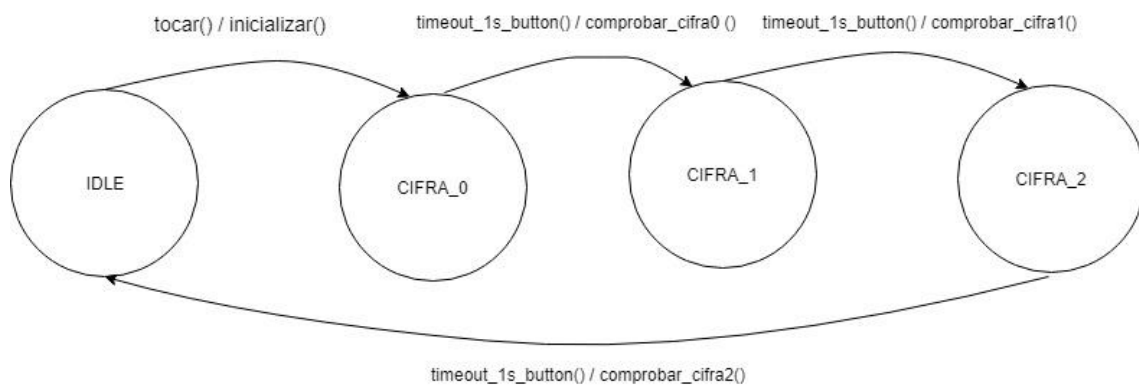 tocar() / inicializar()
timeout_1s_button() / comprobar_cifra0 ()
timeout_1s_button() / comprobar_cifra1()
IDLE
CIFRA_0
CIFRA_1
CIFRA_2
timeout_1s_button() / comprobar_cifra2()